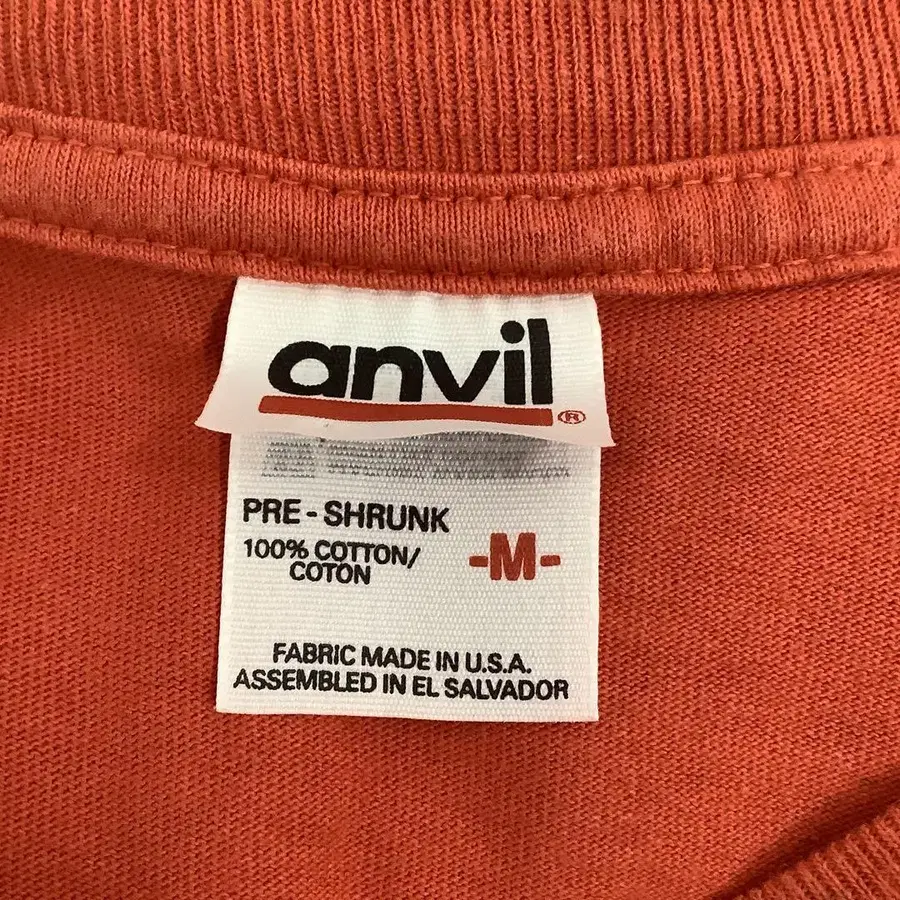 anvil ®
PRE - SHRUNK
100% COTTON/
COTON
-M-
FABRIC MADE IN U.S.A.
ASSEMBLED IN EL SALVADOR